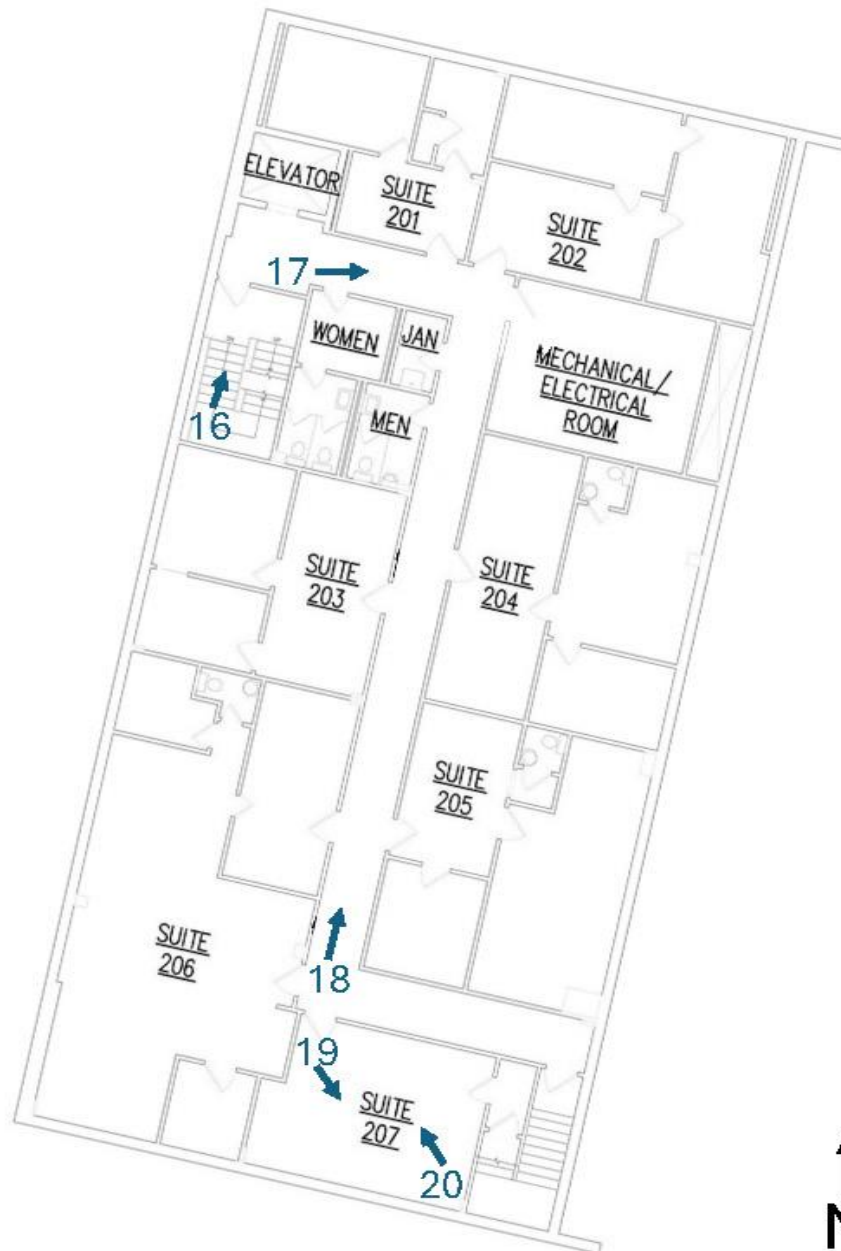 ELEVATOR
SUITE
201
SUITE
202
17
WOMEN
JAN
MECHANICAL/
ELECTRICAL
ROOM
16
MEN
SUITE
203
SUITE
204
SUITE
205
SUITE
206
18
19
SUITE
207
20
N